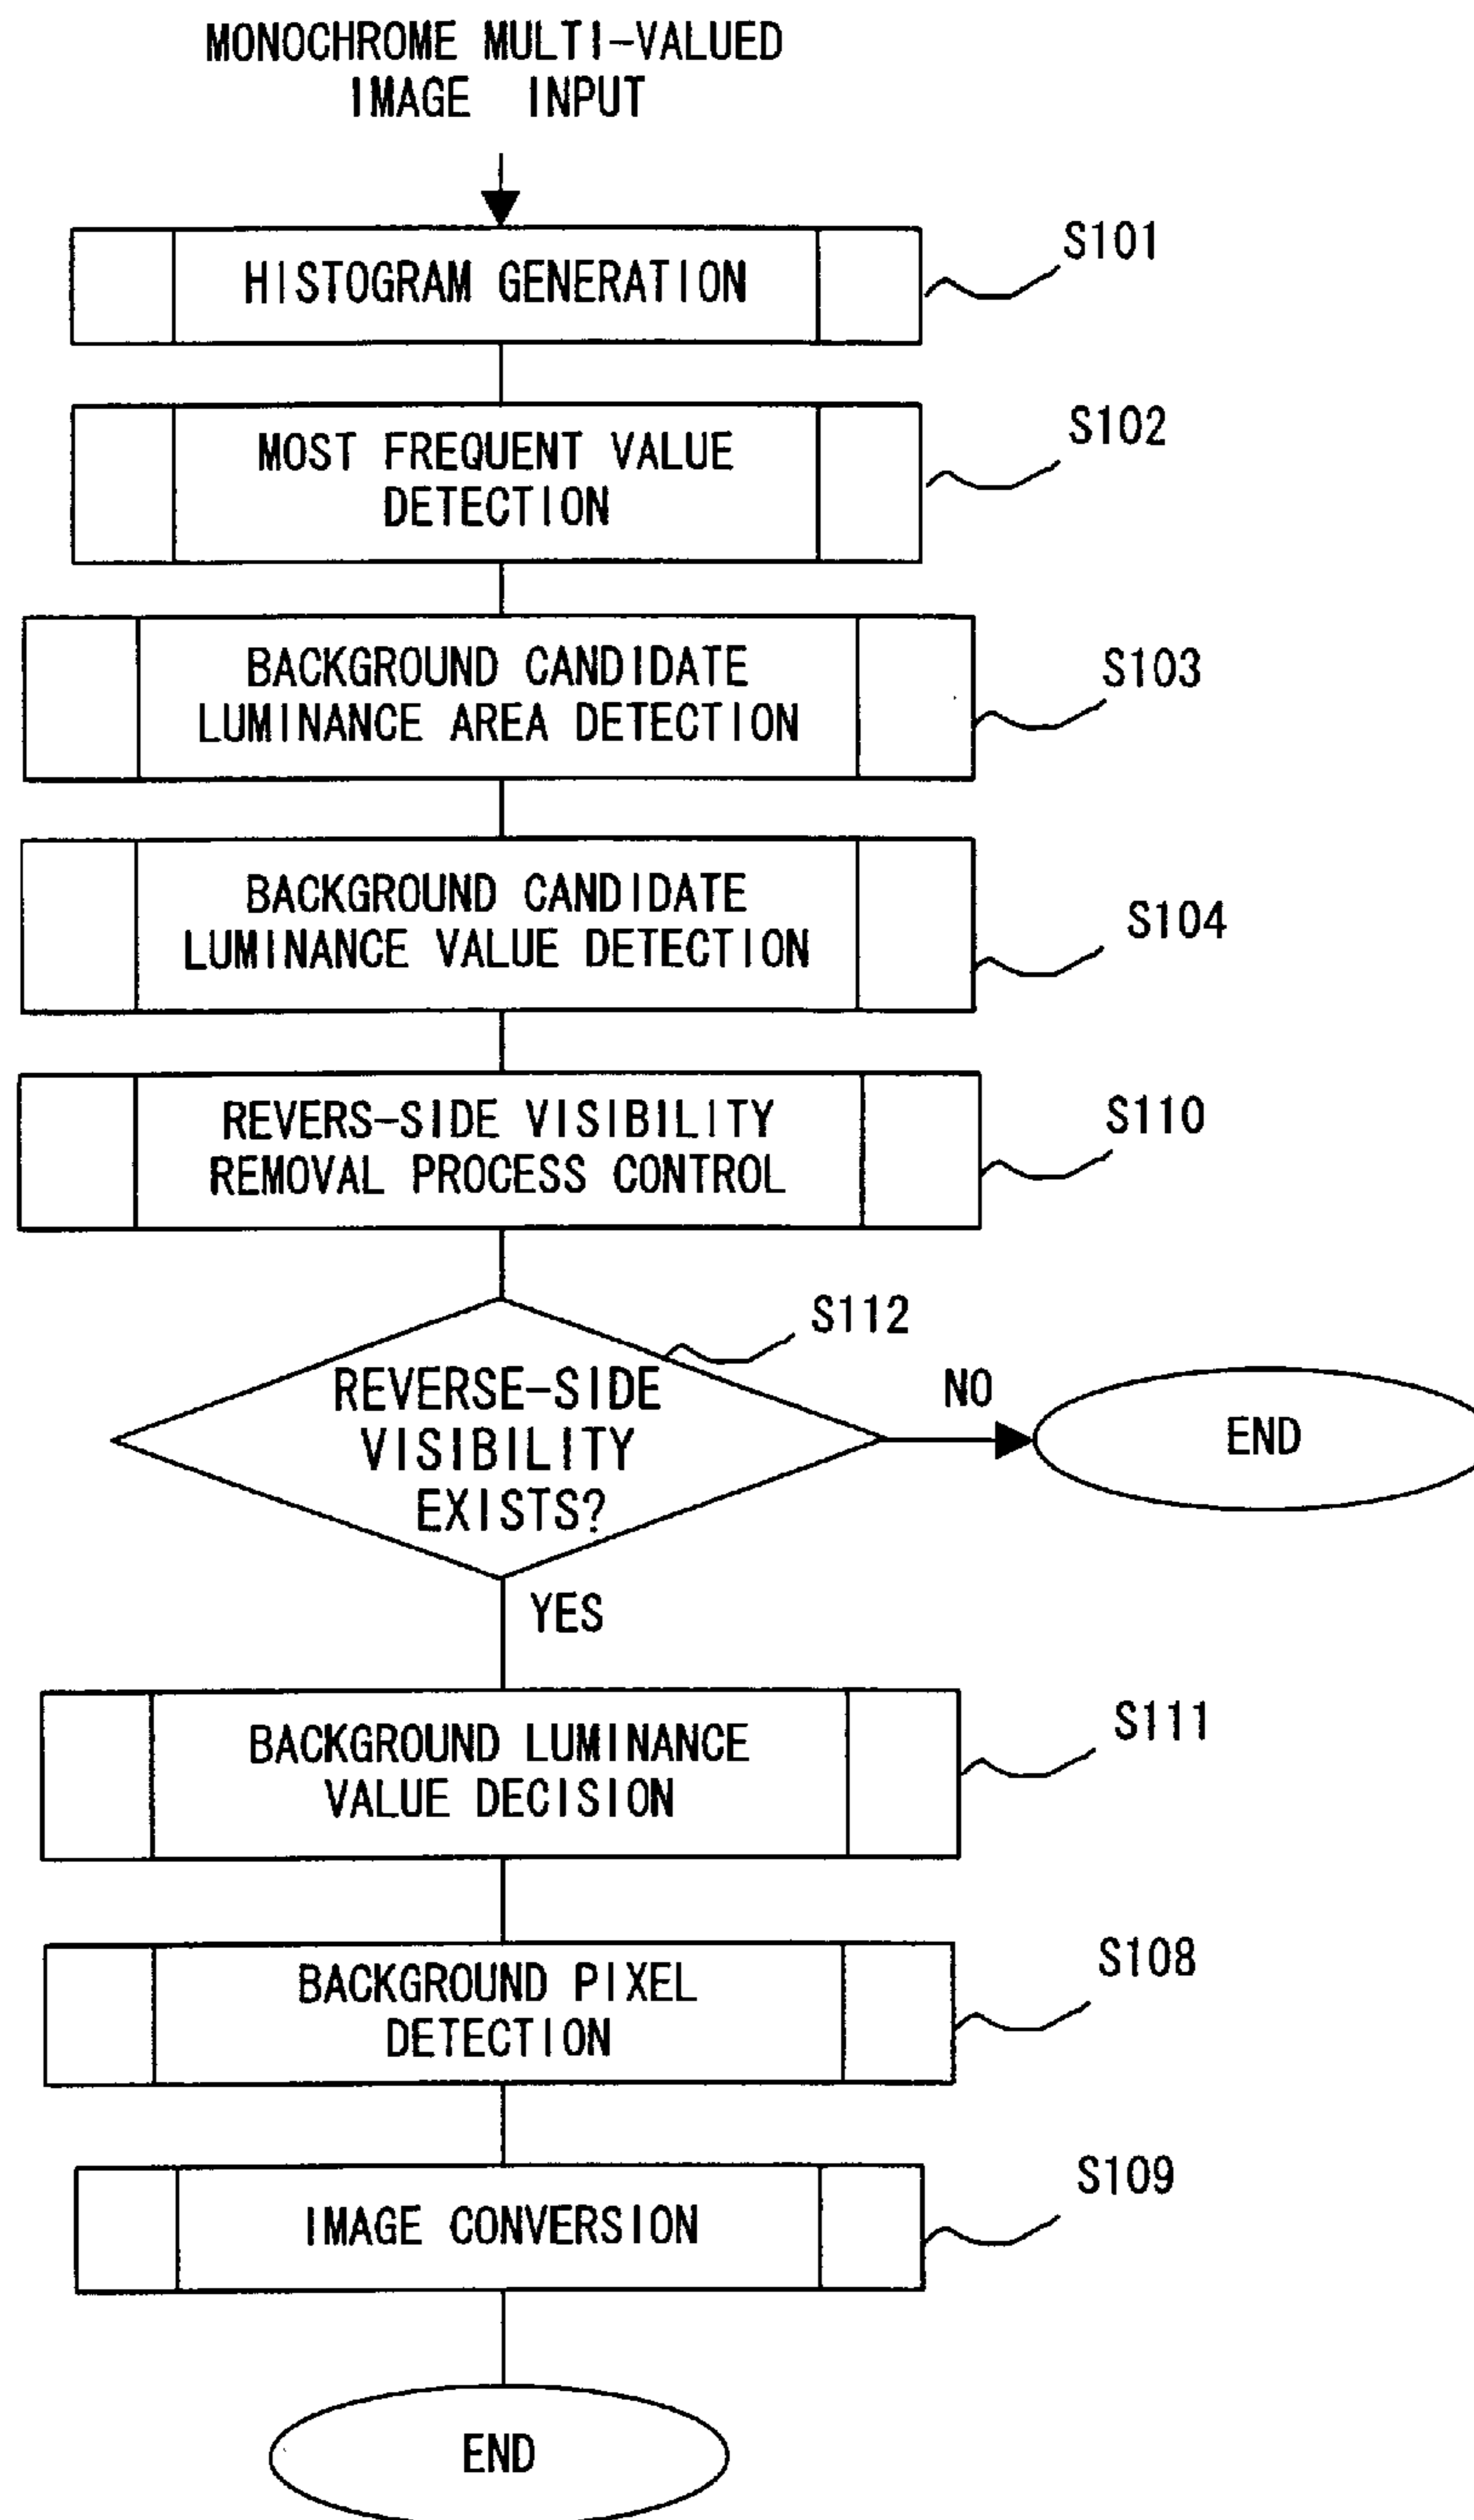 MONOCHROME MULTI-VALUED
IMAGE INPUT
S101
HISTOGRAM GENERATION
S102
MOST FREQUENT VALUE
DETECTION
S103
BACKGROUND CANDIDATE
LUMINANCE AREA DETECTION
S104
BACKGROUND CANDIDATE
LUMINANCE VALUE DETECTION
S110
REVERS-SIDE VISIBILITY
REMOVAL PROCESS CONTROL
S112
REVERSE-SIDE
VISIBILITY
EXISTS?
NO
END
YES
S111
BACKGROUND LUMINANCE
VALUE DECISION
S108
BACKGROUND PIXEL
DETECTION
S109
IMAGE CONVERSION
END